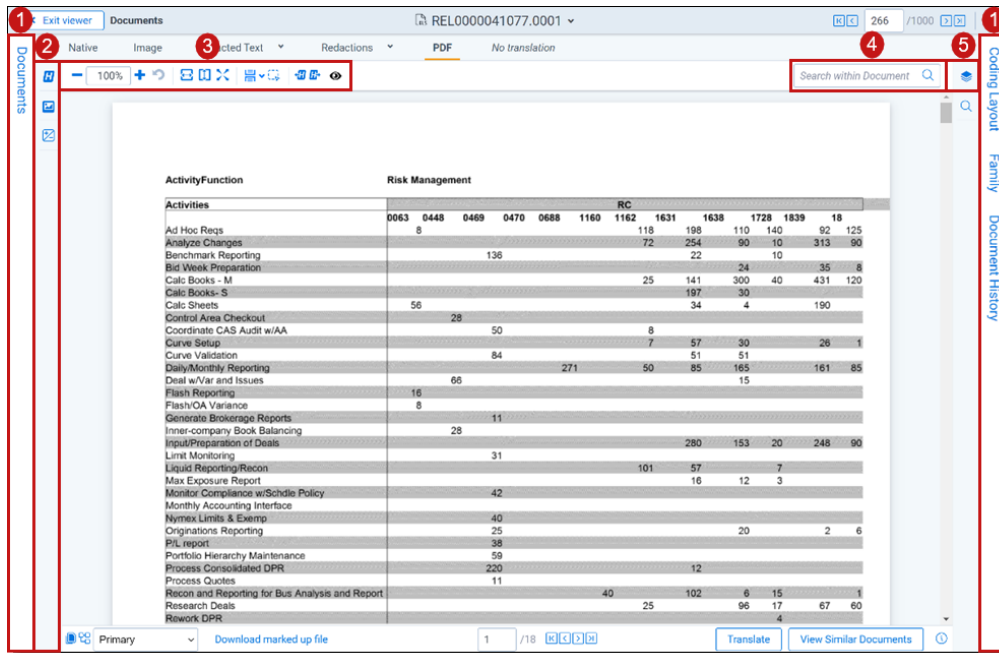 1 Exit viewer Documents REL0000041077.0001 266 /1000 1
2 Native Image 3 cted Text Redactions PDF No translation 4 5
100% Search within Document
Documents
Coding Layout
Family
Document History
ActivityFunction Risk Management
Activities RC
0063 0448 0469 0470 0688 1160 1162 1631 1638 1728 1839 18
Ad Hoc Reqs 8 118 198 110 140 92 125
Analyze Changes 72 254 90 10 313 90
Benchmark Reporting 136 22 10
Bid Week Preparation 24 35 8
Calc Books - M 25 141 300 40 431 120
Calc Books- S 197 30
Calc Sheets 56 34 4 190
Control Area Checkout 28
Coordinate CAS Audit w/AA 50 8
Curve Setup 7 57 30 26 1
Curve Validation 84 51 51
Daily/Monthly Reporting 271 50 85 165 161 85
Deal w/Var and Issues 66 15
Flash Reporting 16
Flash/OA Variance 8
Generate Brokerage Reports 11
Inner-company Book Balancing 28
Input/Preparation of Deals 280 153 20 248 90
Limit Monitoring 31
Liquid Reporting/Recon 101 57 7
Max Exposure Report 16 12 3
Monitor Compliance w/Schdle Policy 42
Monthly Accounting Interface
Nymex Limits & Exemp 40
Originations Reporting 25 20 2 6
P/L report 38
Portfolio Hierarchy Maintenance 59
Process Consolidated DPR 220 12
Process Quotes 11
Recon and Reporting for Bus Analysis and Report 40 102 6 15 1
Research Deals 25 96 17 67 60
Rework DPR 4
Primary Download marked up file 1 /18 Translate View Similar Documents